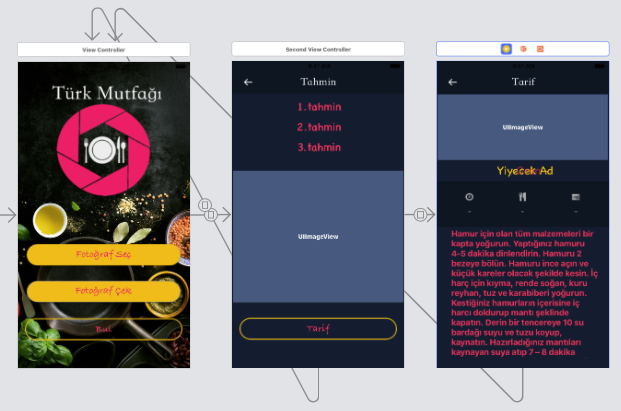 View Controller
Türk Mutfağı
Fotoğraf Seç
Fotoğraf Çek
Bul
Second View Controller
Tahmin
1.tahmin
2.tahmin
3.tahmin
UIImageView
Tarif
Tarif
UIImageView
Yiyecek Ad
-
-
-
Hamur için olan tüm malzemeleri bir
kapta yoğurun. Yaptığınız hamuru
4-5 dakika dinlendirin. Hamuru 2
bezeye bölün. Hamuru ince açın ve
küçük kareler olacak şekilde kesin. İç
harç için kıyma, rende soğan, kuru
reyhan, tuz ve karabiberi yoğurun.
Kestiğiniz hamurların içerisine iç
harcı doldurup mantı şeklinde
kapatın. Derin bir tencereye 10 su
bardağı suyu ve tuzu koyup,
kaynatın. Hazırladığınız mantıları
kaynayan suya atıp 7 – 8 dakika